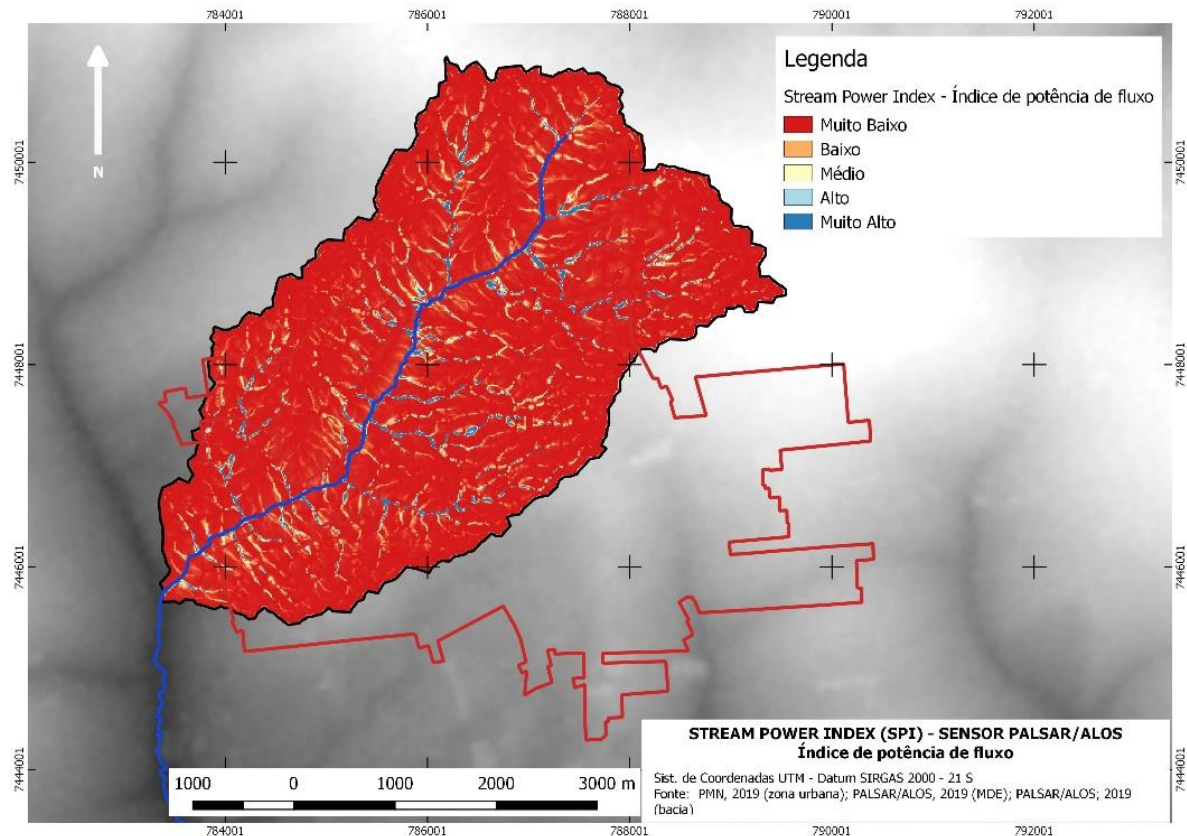 784001 786001 788001 790001 792001
Legenda
Stream Power Index - Índice de potência de fluxo
Muito Baixo
Baixo
Médio
Alto
Muito Alto
N
7450001 7450001
7448001 7448001
7446001 7446001
7444001 7444001
STREAM POWER INDEX (SPI) - SENSOR PALSAR/ALOS
Índice de potência de fluxo
Sist. de Coordenadas UTM - Datum SIRGAS 2000 - 21 S
Fonte: PMN, 2019 (zona urbana); PALSAR/ALOS, 2019 (MDE); PALSAR/ALOS; 2019
(bacia)
1000 0 1000 2000 3000 m
784001 786001 788001 790001 792001